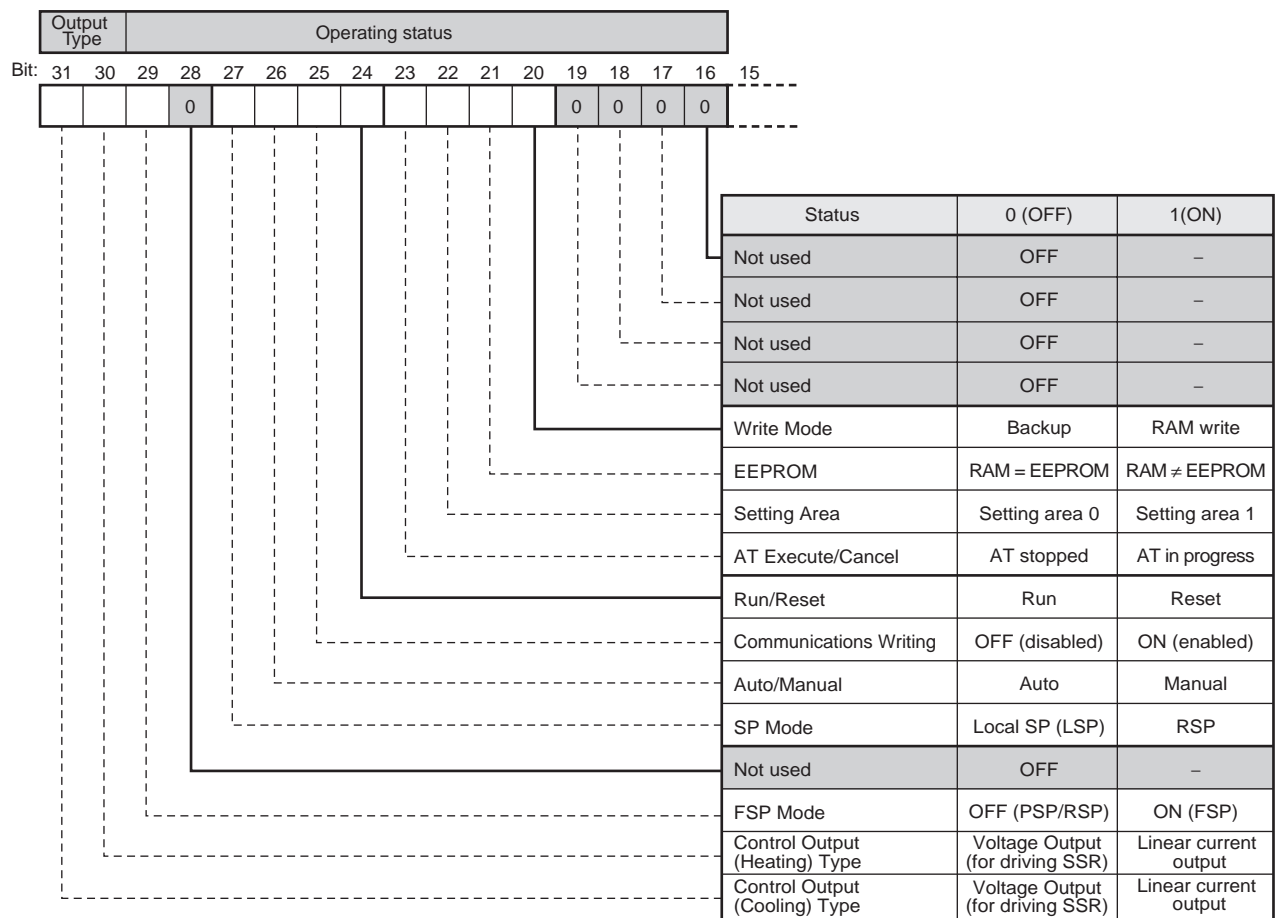 Output
Type
Operating status
Bit: 31 30 29 28 27 26 25 24 23 22 21 20 19 18 17 16 15
0 0 0 0 0
Status 0 (OFF) 1(ON)
Not used OFF –
Not used OFF –
Not used OFF –
Not used OFF –
Write Mode Backup RAM write
EEPROM RAM = EEPROM RAM ≠ EEPROM
Setting Area Setting area 0 Setting area 1
AT Execute/Cancel AT stopped AT in progress
Run/Reset Run Reset
Communications Writing OFF (disabled) ON (enabled)
Auto/Manual Auto Manual
SP Mode Local SP (LSP) RSP
Not used OFF –
FSP Mode OFF (PSP/RSP) ON (FSP)
Control Output Voltage Output Linear current
(Heating) Type (for driving SSR) output
Control Output Voltage Output Linear current
(Cooling) Type (for driving SSR) output